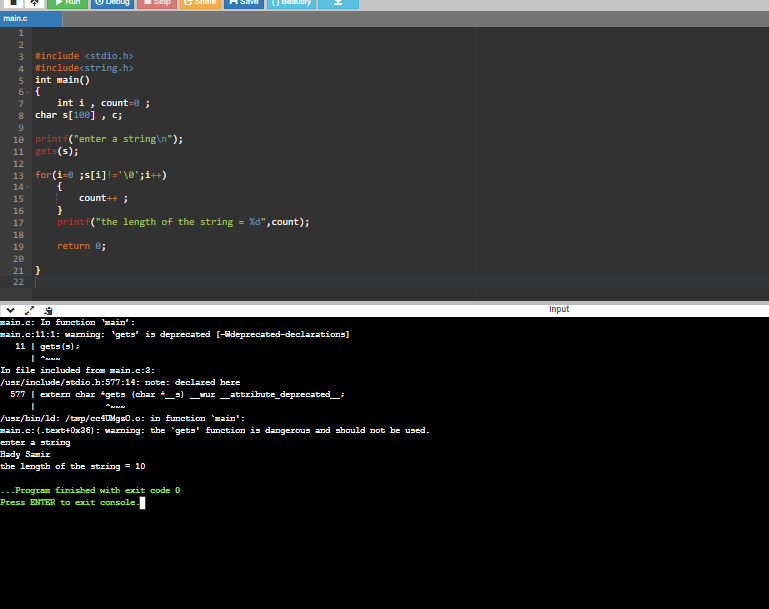 Run Debug Stop Share Save { } Beautify
main.c
1
2
3 #include <stdio.h>
4 #include<string.h>
5 int main()
6 {
7 int i , count=0 ;
8 char s[100] , c;
9
10 printf("enter a string\n");
11 gets(s);
12
13 for(i=0 ;s[i]!='\0';i++)
14 {
15 count++ ;
16 }
17 printf("the length of the string = %d",count);
18
19 return 0;
20
21 }
22
input
main.c: In function ‘main’:
main.c:11:1: warning: ‘gets’ is deprecated [-Wdeprecated-declarations]
11 | gets(s);
| ^~~~
In file included from main.c:3:
/usr/include/stdio.h:577:14: note: declared here
577 | extern char *gets (char *__s) __wur __attribute_deprecated__;
| ^~~~
/usr/bin/ld: /tmp/cc4UMgsO.o: in function `main':
main.c:(.text+0x36): warning: the `gets' function is dangerous and should not be used.
enter a string
Hady Samir
the length of the string = 10
...Program finished with exit code 0
Press ENTER to exit console.